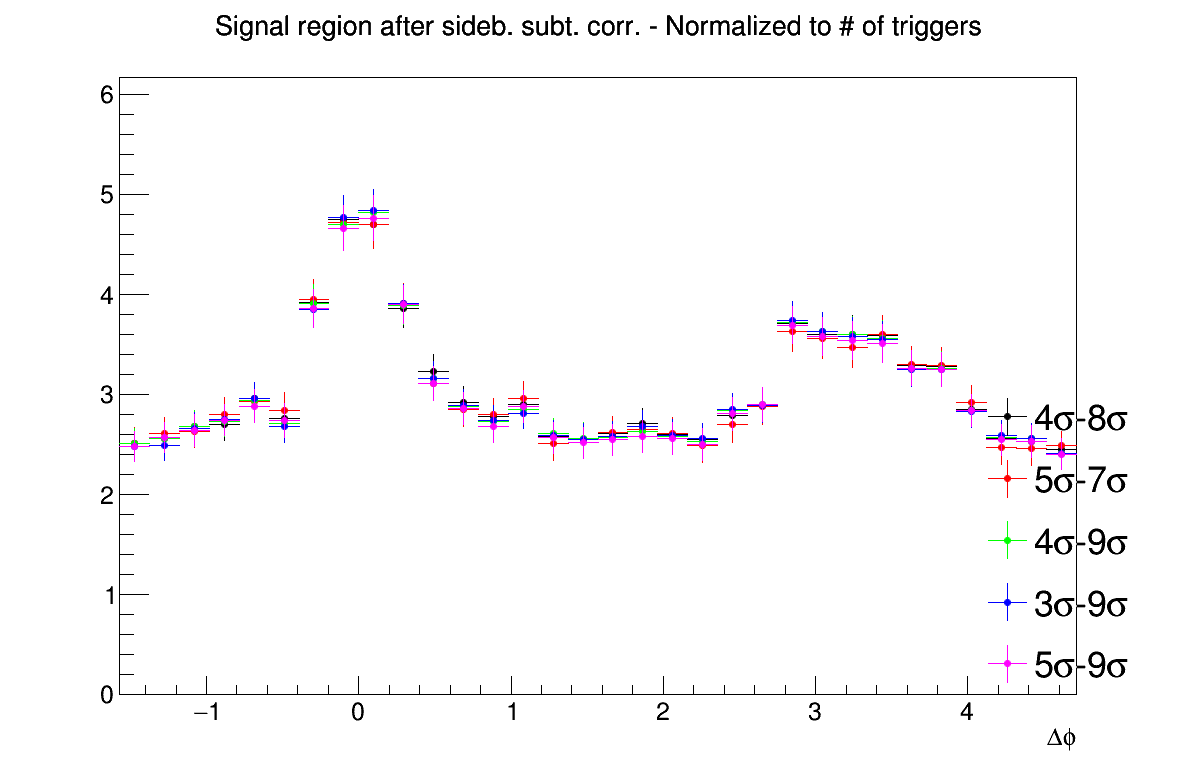 Signal region after sideb. subt. corr. - Normalized to # of triggers
6
5
4
3
2
1
0
4σ-8σ
5σ-7σ
4σ-9σ
3σ-9σ
5σ-9σ
−1 0 1 2 3 4
Δϕ